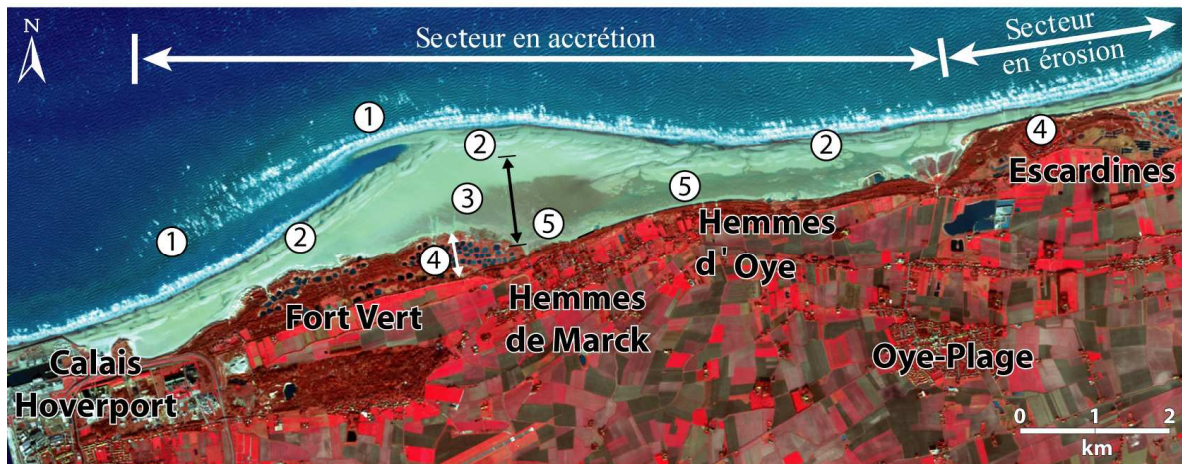 N
Secteur en accrétion
Secteur
en érosion
1
2
2
4
Escardines
3
5
1
2
5
4
Hemmes
d'Oye
Fort Vert
Hemmes
de Marck
Calais
Hoverport
Oye-Plage
0 1 2
km